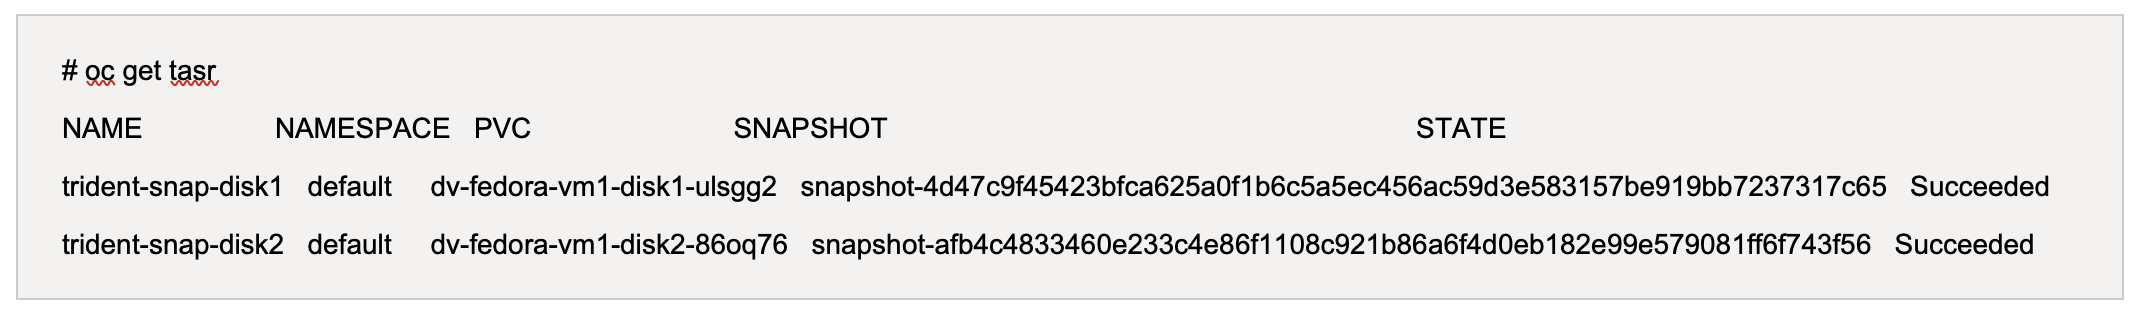 # oc get tasr
NAME NAMESPACE PVC SNAPSHOT STATE
trident-snap-disk1 default dv-fedora-vm1-disk1-ulsgg2 snapshot-4d47c9f45423bfca625a0f1b6c5a5ec456ac59d3e583157be919bb7237317c65 Succeeded
trident-snap-disk2 default dv-fedora-vm1-disk2-86oq76 snapshot-afb4c4833460e233c4e86f1108c921b86a6f4d0eb182e99e579081ff6f743f56 Succeeded